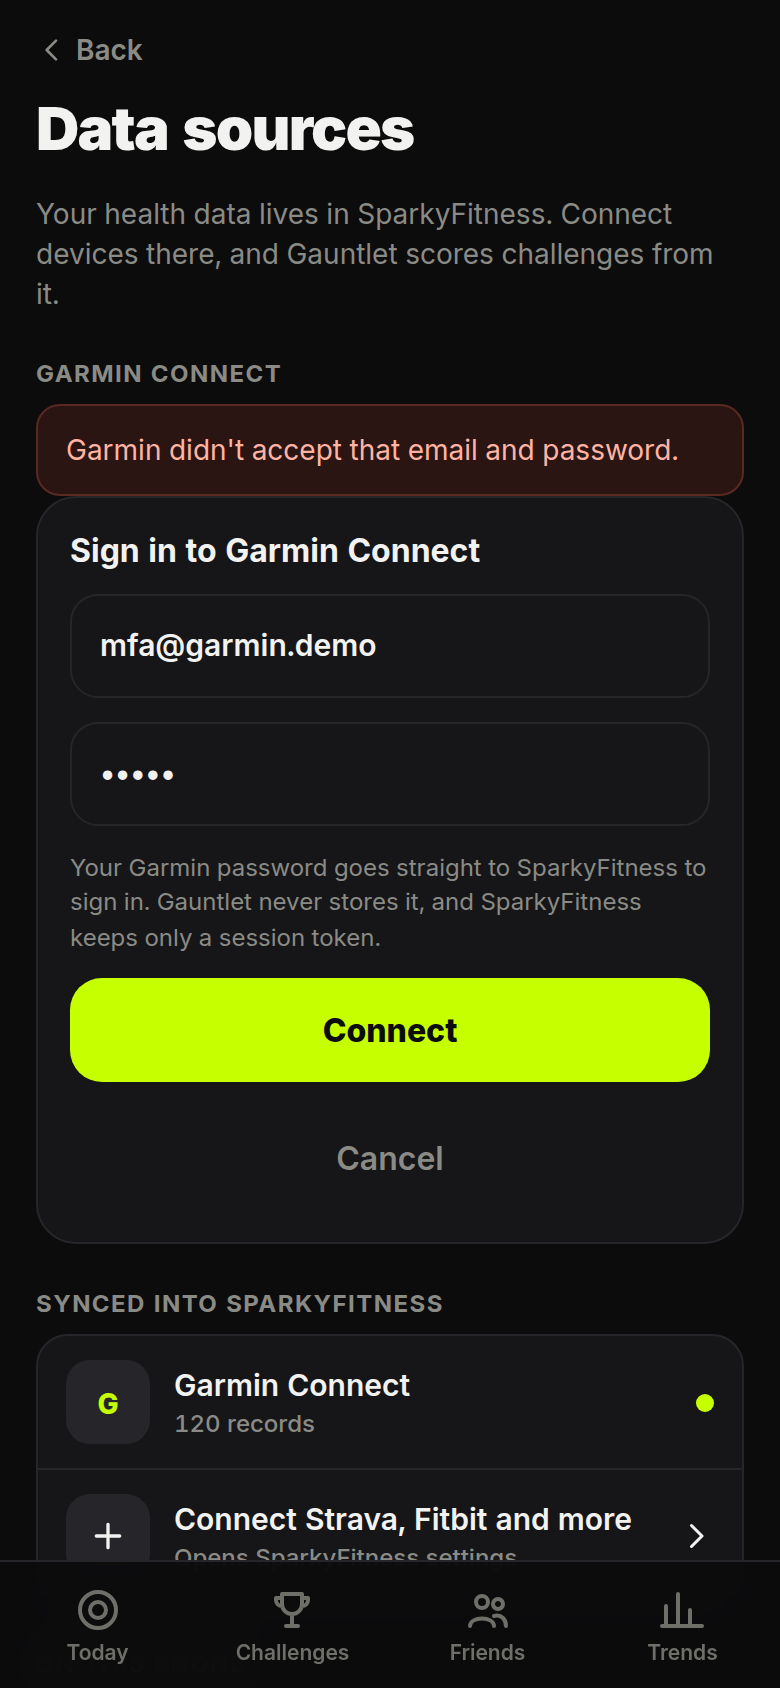 Back
Data sources
Your health data lives in SparkyFitness. Connect
devices there, and Gauntlet scores challenges from
it.
GARMIN CONNECT
Garmin didn't accept that email and password.
Sign in to Garmin Connect
mfa@garmin.demo
•••••
Your Garmin password goes straight to SparkyFitness to
sign in. Gauntlet never stores it, and SparkyFitness
keeps only a session token.
Connect
Cancel
SYNCED INTO SPARKYFITNESS
G
Garmin Connect
120 records
Connect Strava, Fitbit and more
Opens SparkyFitness settings
Today
Challenges
Friends
Trends